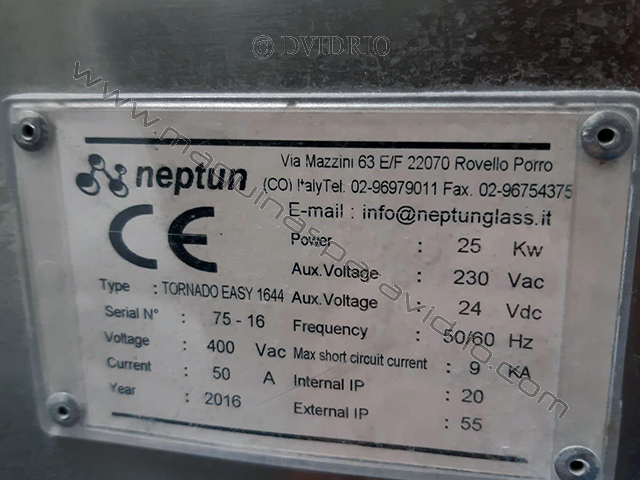 © DVIDRIO
neptun
Via Mazzini 63 E/F 22070 Rovello Porro
(CO) ItalyTel. 02-96979011 Fax. 02-96754375
E-mail : info@neptunglass.it
CE
Type : TORNADO EASY 1644
Serial N° : 75 - 16
Voltage : 400 Vac
Current : 50 A
Year : 2016
Power : 25 Kw
Aux.Voltage : 230 Vac
Aux.Voltage : 24 Vdc
Frequency : 50/60 Hz
Max short circuit current : 9 KA
Internal IP : 20
External IP : 55
www.maquinasparavidrio.com